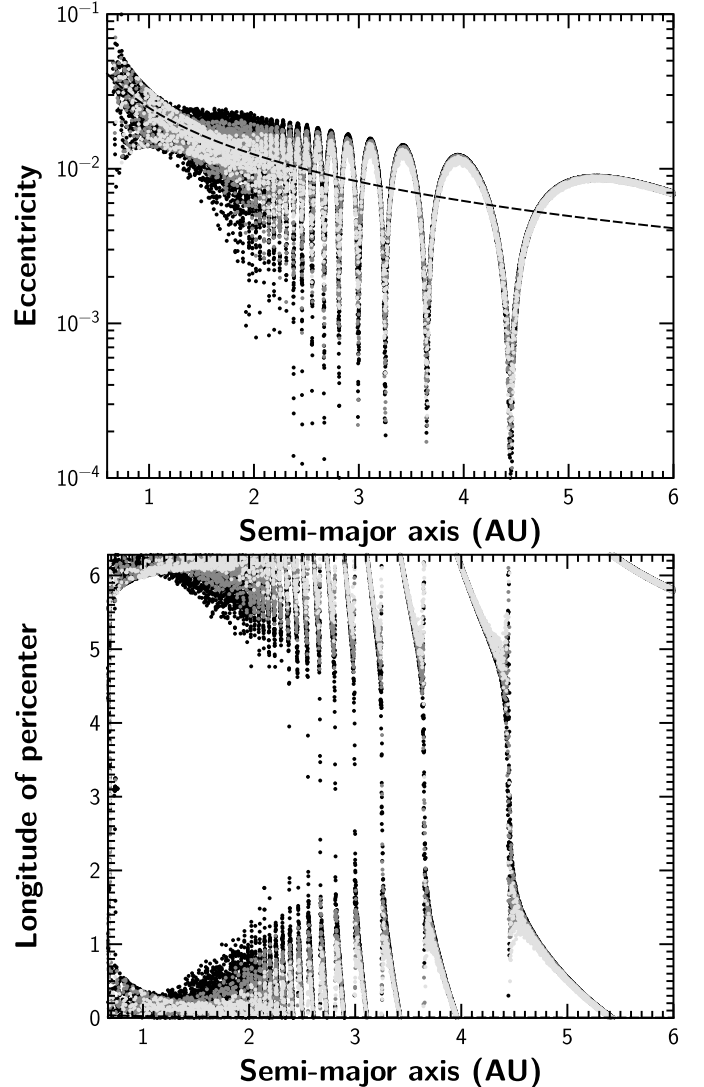 10⁻¹
10⁻²
10⁻³
10⁻⁴
Eccentricity
1 2 3 4 5 6
Semi-major axis (AU)
6
5
4
3
2
1
0
Longitude of pericenter
1 2 3 4 5 6
Semi-major axis (AU)